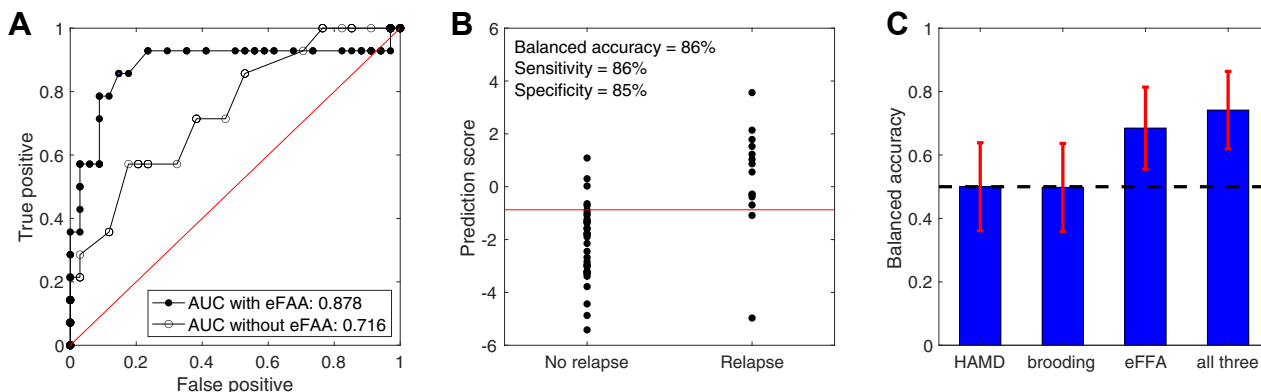 A
1
0.8
0.6
0.4
0.2
0
True positive
0 0.2 0.4 0.6 0.8 1
False positive
AUC with eFAA: 0.878
AUC without eFAA: 0.716
B
6
4
2
0
-2
-4
-6
Prediction score
Balanced accuracy = 86%
Sensitivity = 86%
Specificity = 85%
No relapse Relapse
C
1
0.8
0.6
0.4
0.2
0
Balanced accuracy
HAMD brooding eFFA all three